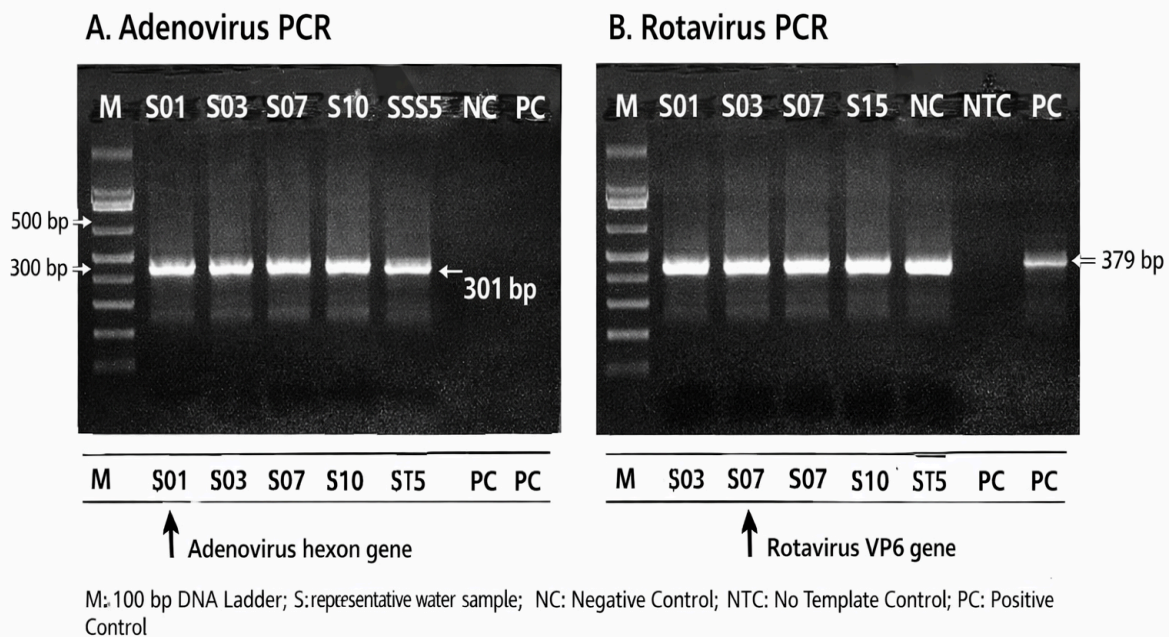 A. Adenovirus PCR
M S01 S03 S07 S10 SSS5 NC PC
500 bp
300 bp
301 bp
M S01 S03 S07 S10 ST5 PC PC
Adenovirus hexon gene
B. Rotavirus PCR
M S01 S03 S07 S15 NC NTC PC
379 bp
M S03 S07 S07 S10 ST5 PC PC
Rotavirus VP6 gene
M: 100 bp DNA Ladder; S: representative water sample; NC: Negative Control; NTC: No Template Control; PC: Positive
Control